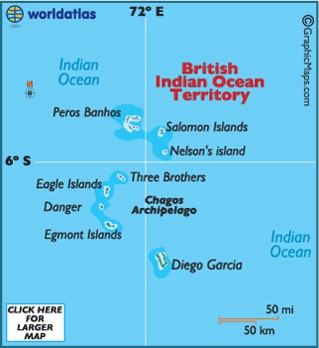 worldatlas
72° E
©GraphicMaps.com
Indian
Ocean
British
Indian Ocean
Territory
Peros Banhos
Salomon Islands
Nelson's island
6° S
Three Brothers
Eagle Islands
Chagos
Archipelago
Danger
Egmont Islands
Indian
Ocean
Diego Garcia
CLICK HERE
FOR
LARGER
MAP
50 mi
50 km